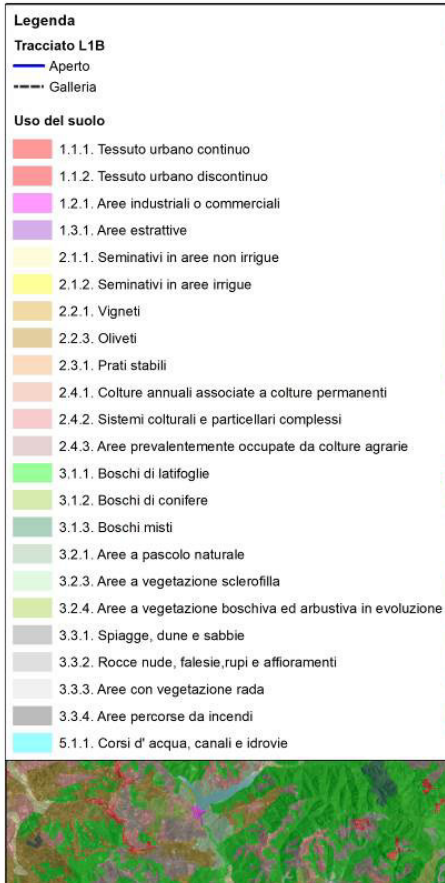 Legenda
Tracciato L1B
Aperto
Galleria
Uso del suolo
1.1.1. Tessuto urbano continuo
1.1.2. Tessuto urbano discontinuo
1.2.1. Aree industriali o commerciali
1.3.1. Aree estrattive
2.1.1. Seminativi in aree non irrigue
2.1.2. Seminativi in aree irrigue
2.2.1. Vigneti
2.2.3. Oliveti
2.3.1. Prati stabili
2.4.1. Colture annuali associate a colture permanenti
2.4.2. Sistemi colturali e particellari complessi
2.4.3. Aree prevalentemente occupate da colture agrarie
3.1.1. Boschi di latifoglie
3.1.2. Boschi di conifere
3.1.3. Boschi misti
3.2.1. Aree a pascolo naturale
3.2.3. Aree a vegetazione sclerofilla
3.2.4. Aree a vegetazione boschiva ed arbustiva in evoluzione
3.3.1. Spiagge, dune e sabbie
3.3.2. Rocce nude, falesie,rupi e affioramenti
3.3.3. Aree con vegetazione rada
3.3.4. Aree percorse da incendi
5.1.1. Corsi d' acqua, canali e idrovie